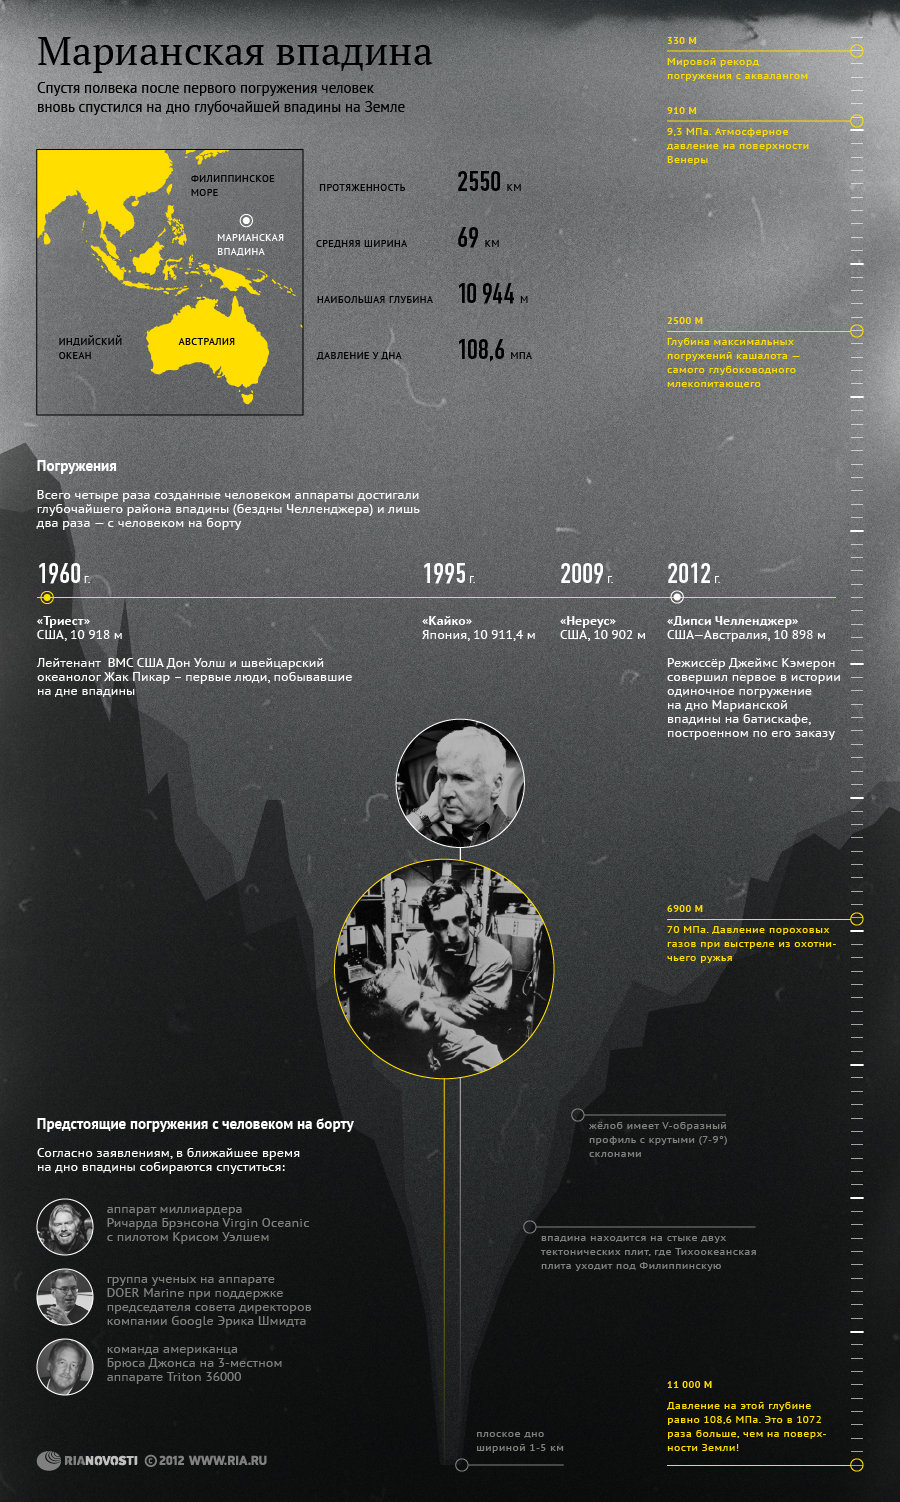 Марианская впадина
Спустя полвека после первого погружения человек
вновь спустился на дно глубочайшей впадины на Земле
ФИЛИППИНСКОЕ
МОРЕ
МАРИАНСКАЯ
ВПАДИНА
ИНДИЙСКИЙ
ОКЕАН
АВСТРАЛИЯ
ПРОТЯЖЕННОСТЬ 2550 КМ
СРЕДНЯЯ ШИРИНА 69 КМ
НАИБОЛЬШАЯ ГЛУБИНА 10 944 М
ДАВЛЕНИЕ У ДНА 108,6 МПА
330 М
Мировой рекорд
погружения с аквалангом
910 М
9,3 МПа. Атмосферное
давление на поверхности
Венеры
2500 М
Глубина максимальных
погружений кашалота —
самого глубоководного
млекопитающего
Погружения
Всего четыре раза созданные человеком аппараты достигали
глубочайшего района впадины (бездны Челленджера) и лишь
два раза — с человеком на борту
1960 г.
«Триест»
США, 10 918 м
Лейтенант ВМС США Дон Уолш и швейцарский
океанолог Жак Пикар – первые люди, побывавшие
на дне впадины
1995 г.
«Кайко»
Япония, 10 911,4 м
2009 г.
«Нереус»
США, 10 902 м
2012 г.
«Дипси Челленджер»
США—Австралия, 10 898 м
Режиссёр Джеймс Кэмерон
совершил первое в истории
одиночное погружение
на дно Марианской
впадины на батискафе,
построенном по его заказу
6900 М
70 МПа. Давление пороховых
газов при выстреле из охотни-
чьего ружья
жёлоб имеет V-образный
профиль с крутыми (7-9°)
склонами
впадина находится на стыке двух
тектонических плит, где Тихоокеанская
плита уходит под Филиппинскую
Предстоящие погружения с человеком на борту
Согласно заявлениям, в ближайшее время
на дно впадины собираются спуститься:
аппарат миллиардера
Ричарда Брэнсона Virgin Oceanic
с пилотом Крисом Уэлшем
группа ученых на аппарате
DOER Marine при поддержке
председателя совета директоров
компании Google Эрика Шмидта
команда американца
Брюса Джонса на 3-местном
аппарате Triton 36000
11 000 М
Давление на этой глубине
равно 108,6 МПа. Это в 1072
раза больше, чем на поверх-
ности Земли!
плоское дно
шириной 1-5 км
RIANOVOSTI © 2012 WWW.RIA.RU